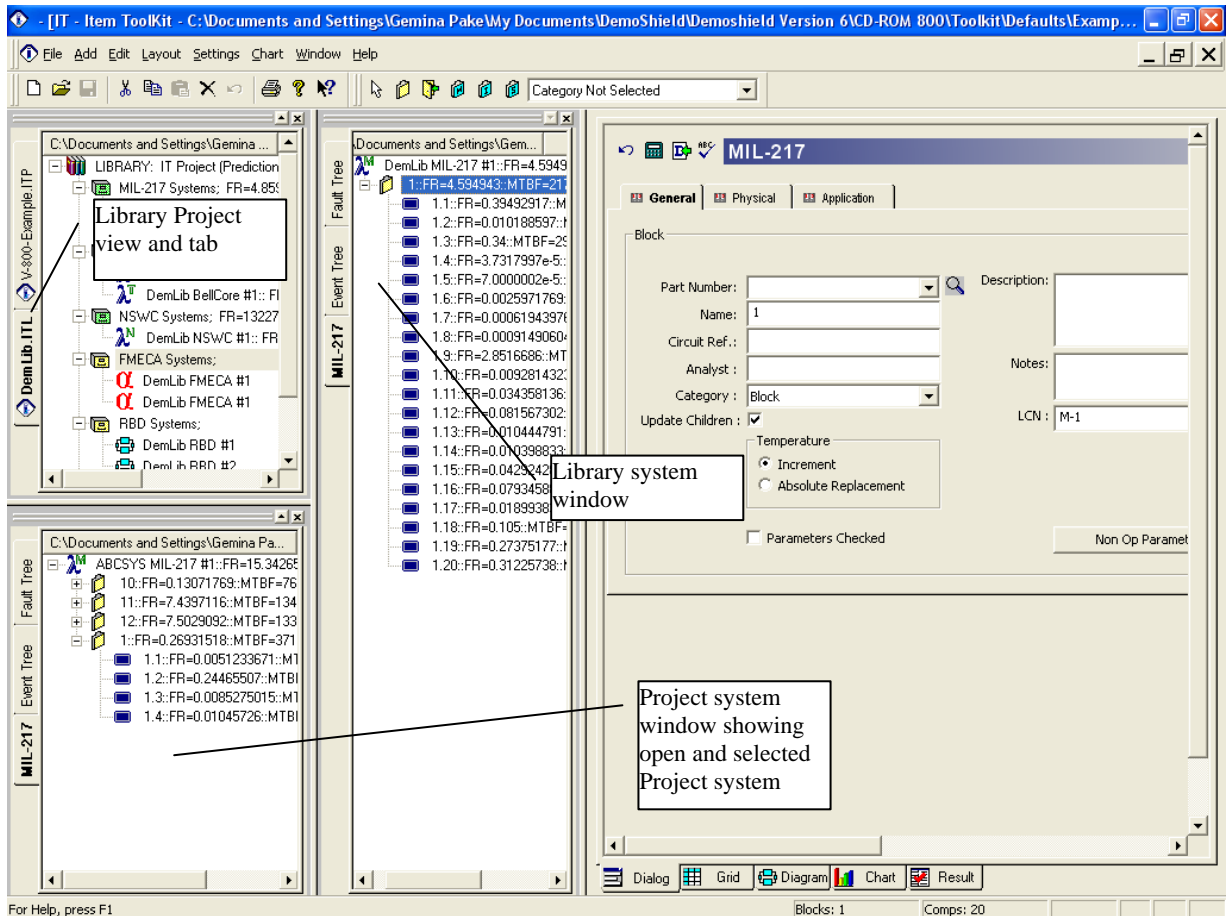 - [IT - Item ToolKit - C:\Documents and Settings\Gemina Pake\My Documents\DemoShield\Demoshield Version 6\CD-ROM 800\Toolkit\Defaults\Examp...
File Add Edit Layout Settings Chart Window Help
Category Not Selected
C:\Documents and Settings\Gemina ...
LIBRARY: IT Project (Prediction
MIL-217 Systems; FR=4.859
Library Project
view and tab
λT DemLib BellCore #1:: FI
NSWC Systems; FR=13227
λN DemLib NSWC #1:: FR
FMECA Systems;
α DemLib FMECA #1
α DemLib FMECA #1
RBD Systems;
DemLib RBD #1
DemLib RBD #2
V-800-Example.ITP
DemLib.ITL
\Documents and Settings\Gem...
λM DemLib MIL-217 #1::FR=4.5949
1::FR=4.594943::MTBF=217
1.1::FR=0.39492917::M
1.2::FR=0.010188597::
1.3::FR=0.34::MTBF=29
1.4::FR=3.7317997e-5::
1.5::FR=7.0000002e-5::
1.6::FR=0.0025971769:
1.7::FR=0.00061943976
1.8::FR=0.0009149060
1.9::FR=2.8516686::MT
1.10::FR=0.0092814323
1.11::FR=0.034358136:
1.12::FR=0.081567302:
1.13::FR=0.010444791:
1.14::FR=0.010398833:
1.15::FR=0.0429242
1.16::FR=0.0793458
1.17::FR=0.0189938
1.18::FR=0.105::MTBF=
1.19::FR=0.27375177::
1.20::FR=0.31225738::
Fault Tree
Event Tree
MIL-217
Library system
window
C:\Documents and Settings\Gemina Pa...
λM ABCSYS MIL-217 #1::FR=15.34265
10::FR=0.13071769::MTBF=76
11::FR=7.4397116::MTBF=134
12::FR=7.5029092::MTBF=133
1::FR=0.26931518::MTBF=371
1.1::FR=0.0051233671::MT
1.2::FR=0.24465507::MTBI
1.3::FR=0.0085275015::MT
1.4::FR=0.01045726::MTBI
Fault Tree
Event Tree
MIL-217
Project system
window showing
open and selected
Project system
MIL-217
General Physical Application
Block
Part Number: Description:
Name: 1
Circuit Ref.:
Analyst : Notes:
Category : Block
Update Children : LCN : M-1
Temperature
Increment
Absolute Replacement
Parameters Checked Non Op Paramet
Dialog Grid Diagram Chart Result
For Help, press F1 Blocks: 1 Comps: 20